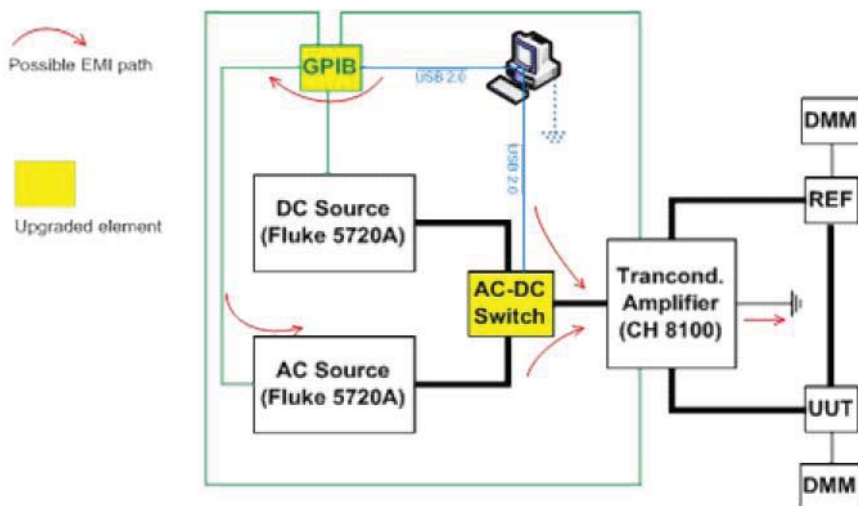 Possible EMI path
Upgraded element
GPIB
USB 2.0
USB 2.0
DC Source
(Fluke 5720A)
AC-DC
Switch
AC Source
(Fluke 5720A)
Trancond.
Amplifier
(CH 8100)
DMM
REF
UUT
DMM